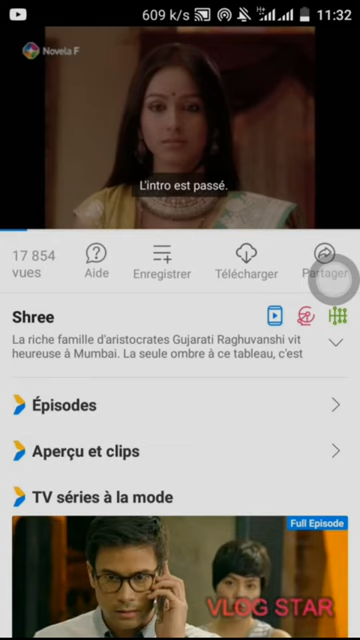 609 k/s
11:32
Novela F
L'intro est passé.
17 854
vues
Aide
Enregistrer
Télécharger
Partager
Shree
La riche famille d'aristocrates Gujarati Raghuvanshi vit
heureuse à Mumbai. La seule ombre à ce tableau, c'est
Épisodes
Aperçu et clips
TV séries à la mode
Full Episode
VLOG STAR